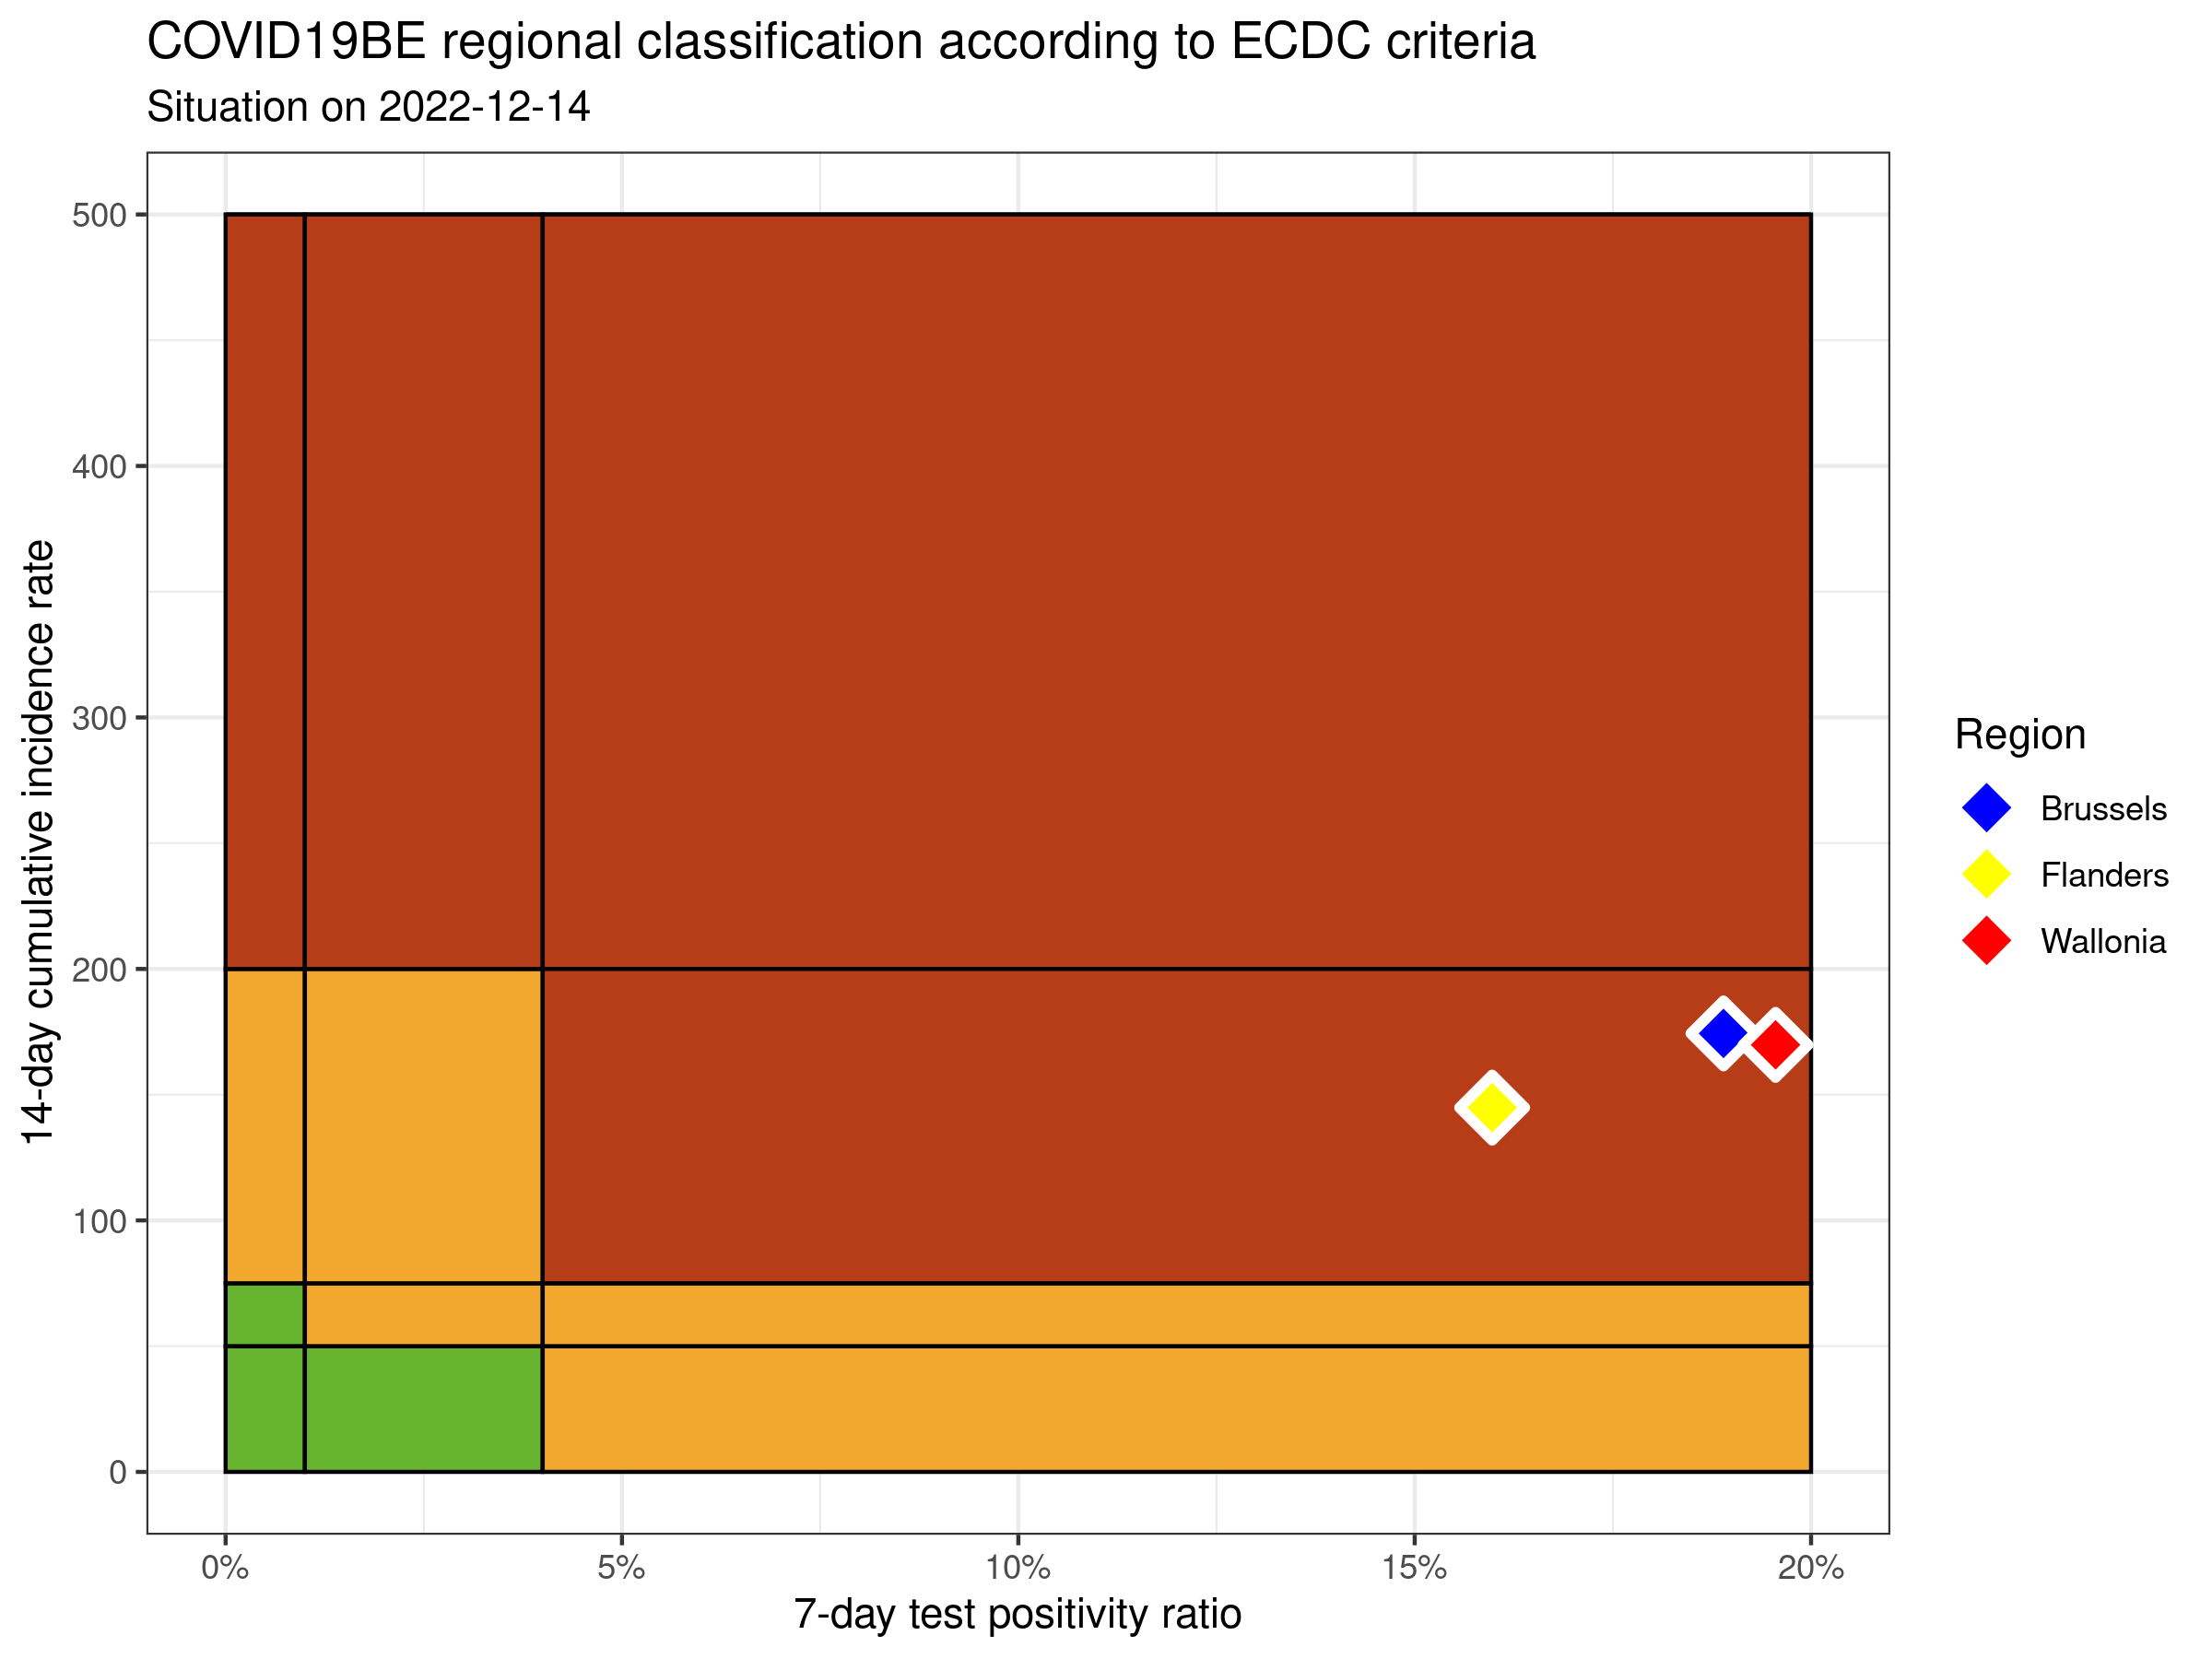 COVID19BE regional classification according to ECDC criteria
Situation on 2022-12-14
14-day cumulative incidence rate
500
400
300
200
100
0
0% 5% 10% 15% 20%
7-day test positivity ratio
Region
Brussels
Flanders
Wallonia